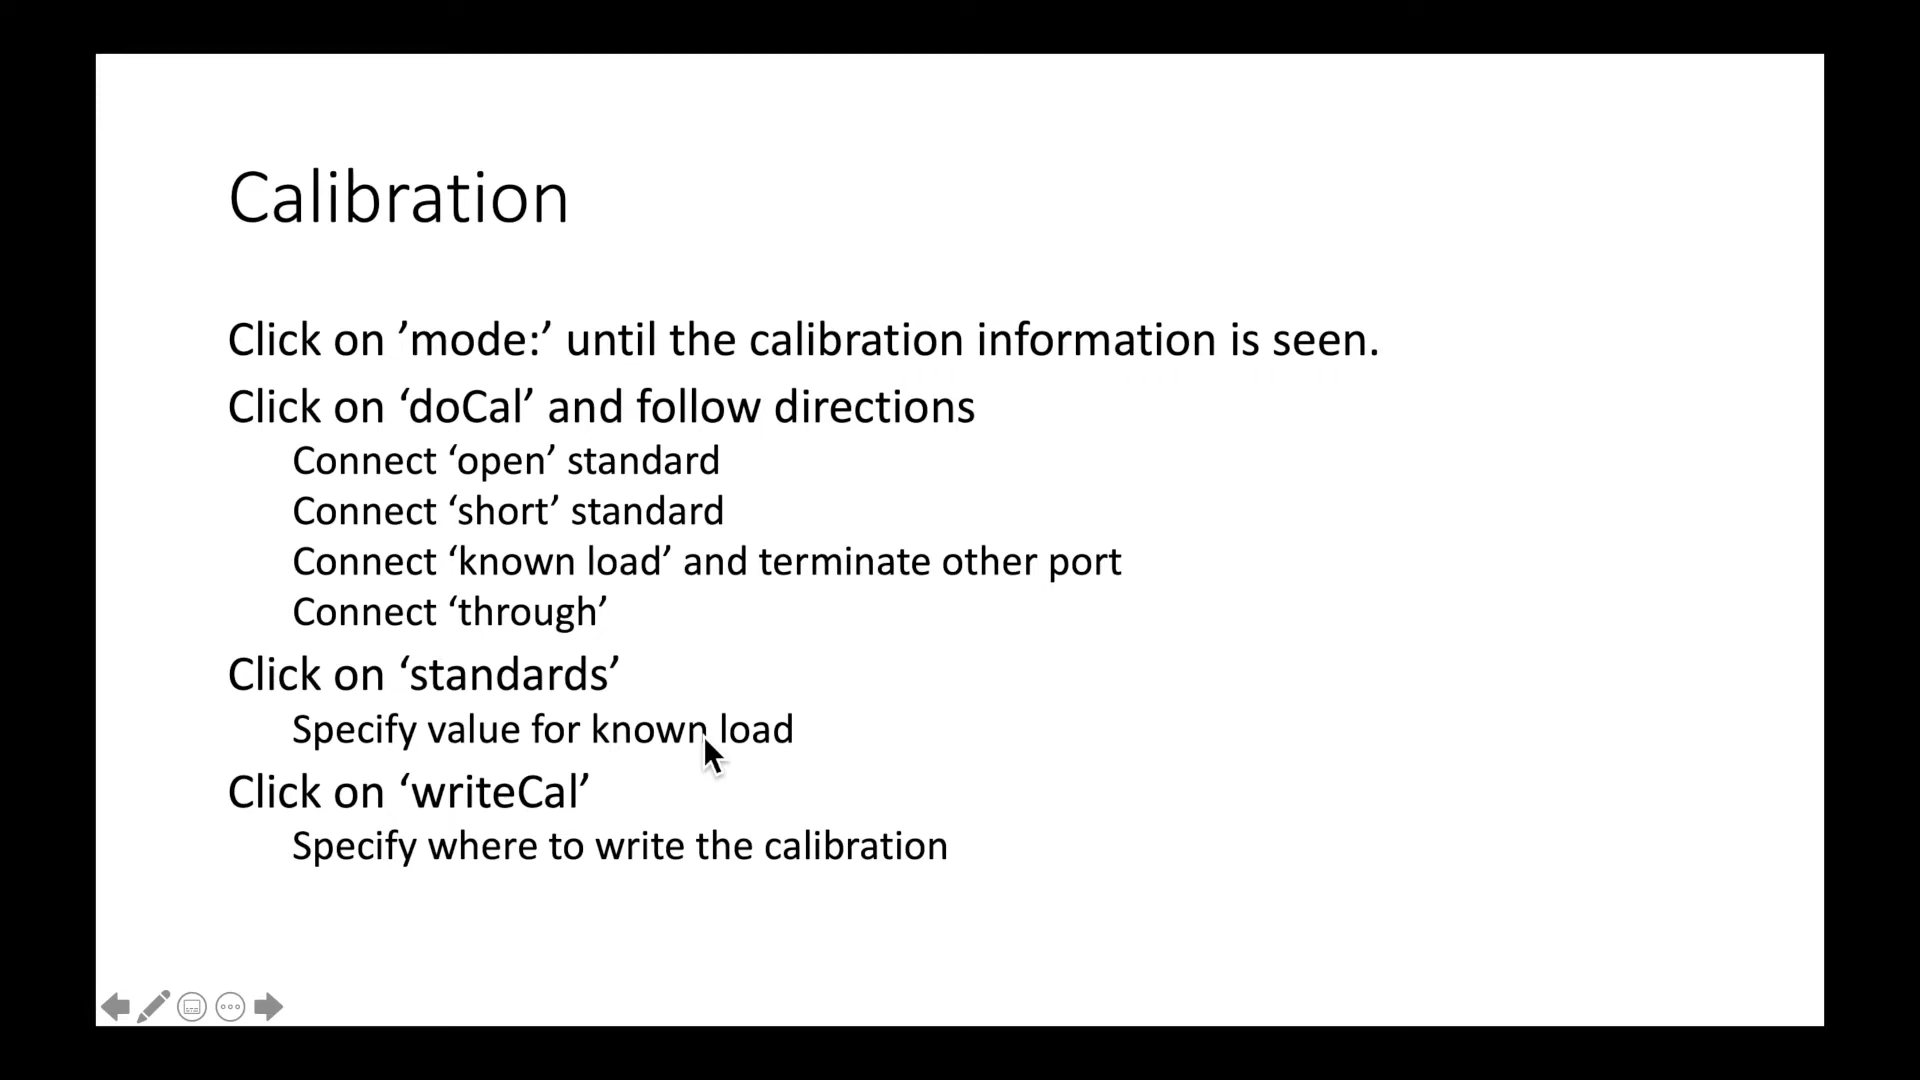 Calibration
Click on ’mode:’ until the calibration information is seen.
Click on ‘doCal’ and follow directions
Connect ‘open’ standard
Connect ‘short’ standard
Connect ‘known load’ and terminate other port
Connect ‘through’
Click on ‘standards’
Specify value for known load
Click on ‘writeCal’
Specify where to write the calibration